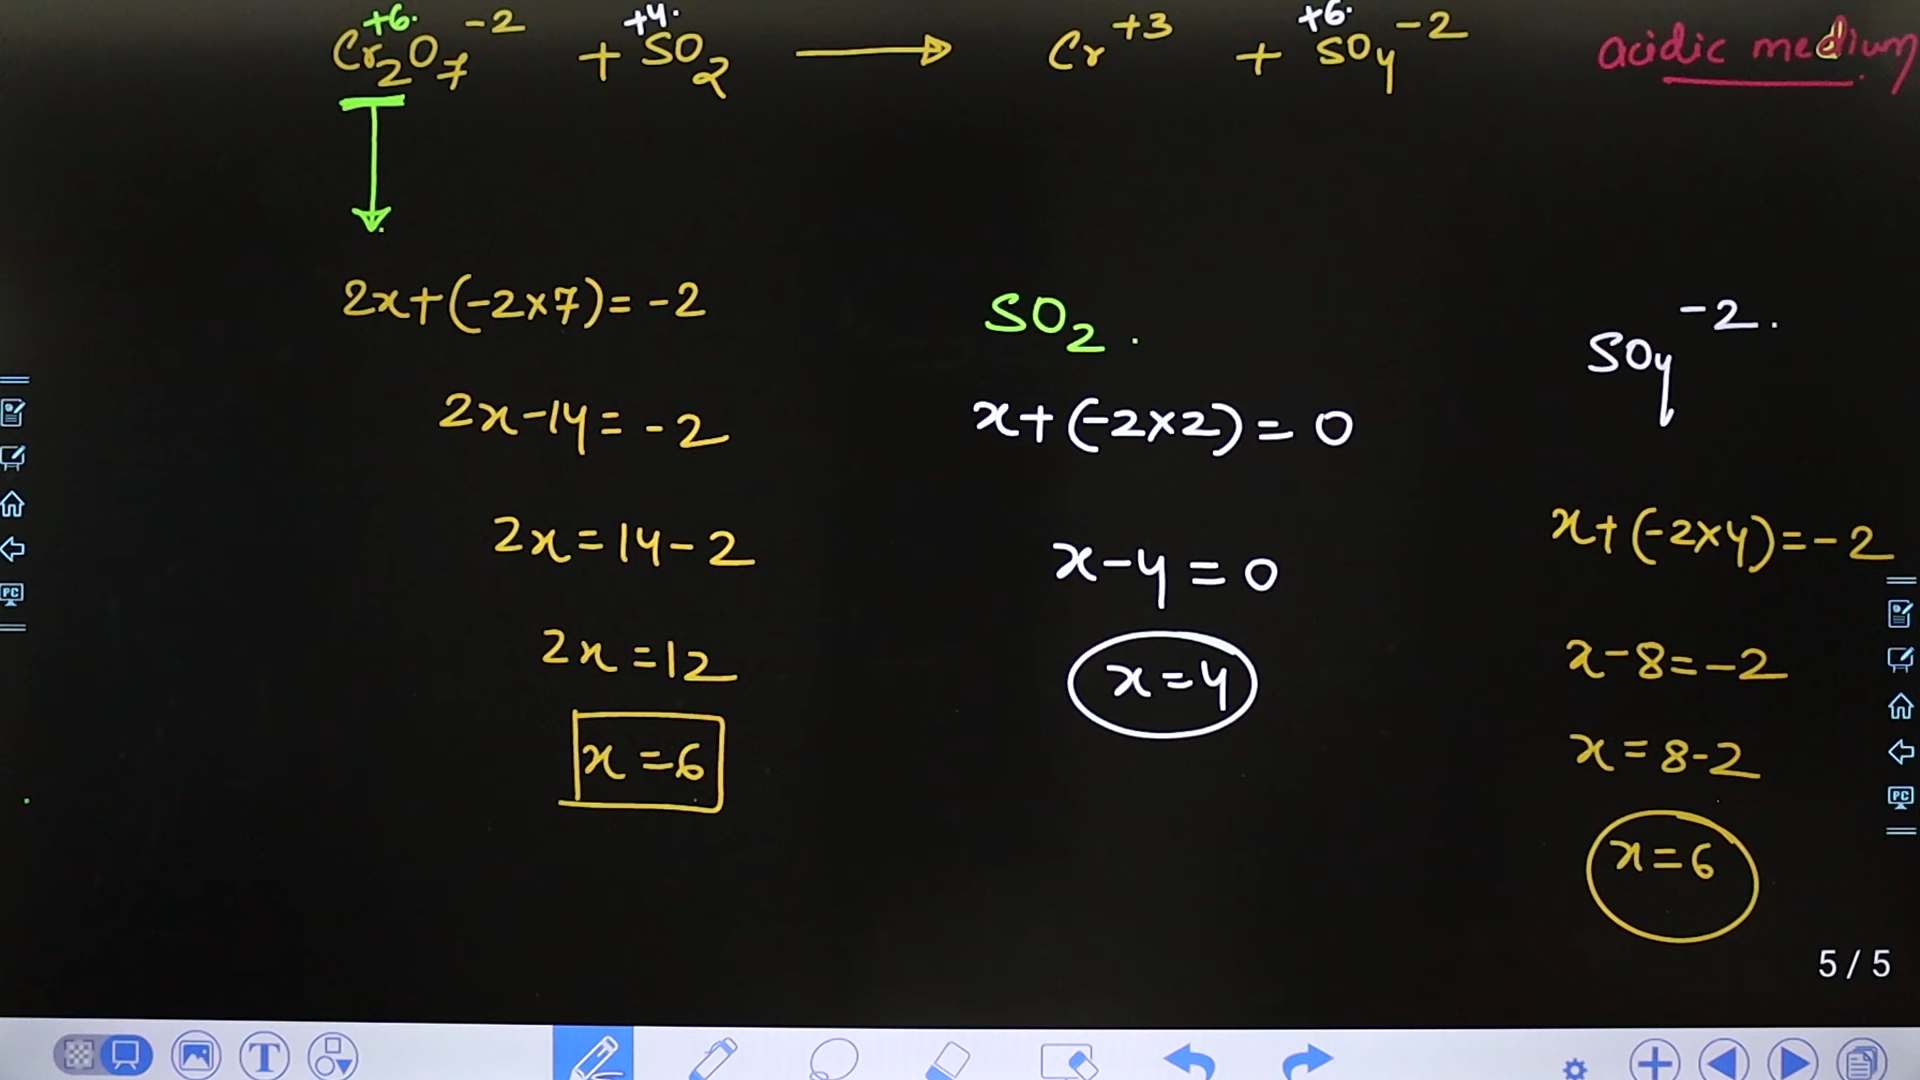 +6. +4. +6.
Cr2O7 -2 + SO2 ⟶ Cr+3 + SO4 -2 acidic medium
2x+(-2×7)=-2
2x-14=-2
2x=14-2
2x=12
x=6
SO2.
x+(-2×2)=0
x-4=0
x=4
SO4 -2.
x+(-2×4)=-2
x-8=-2
x=8-2
x=6
5/5
PC
PC
T